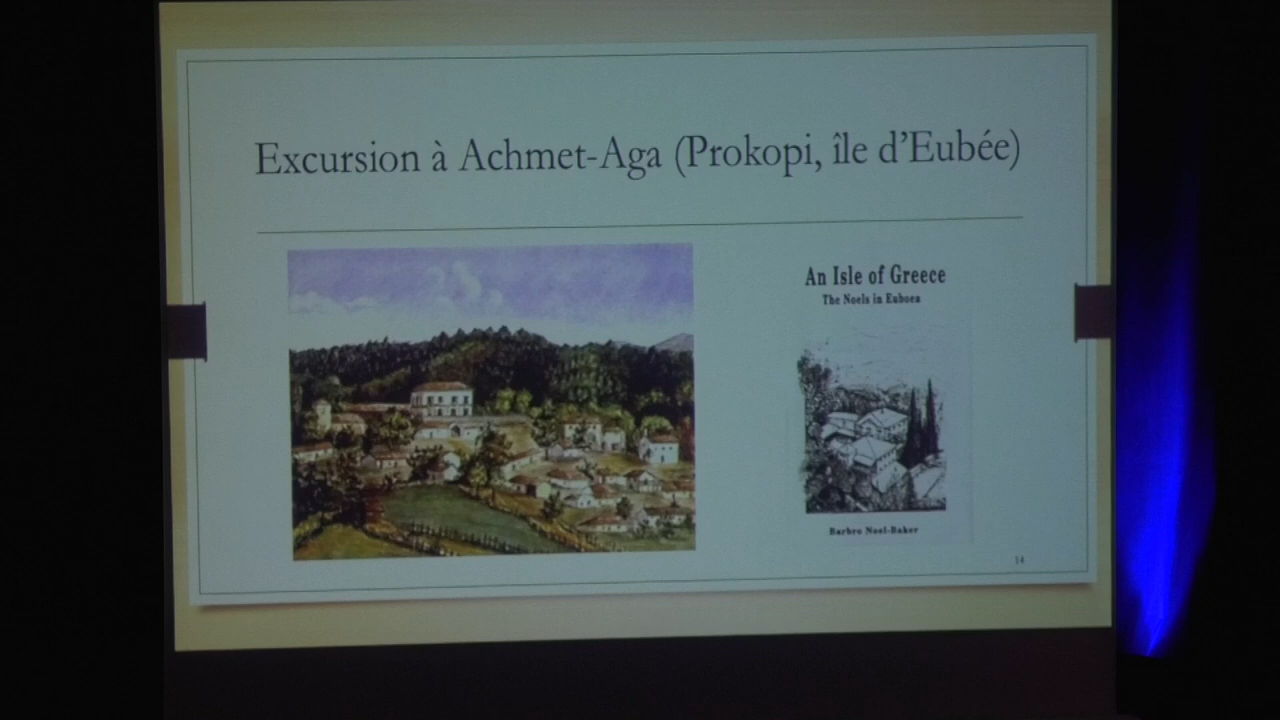 Excursion à Achmet-Aga (Prokopi, île d'Eubée)
An Isle of Greece
The Noels in Euboea
Barbro Noel-Baker
14